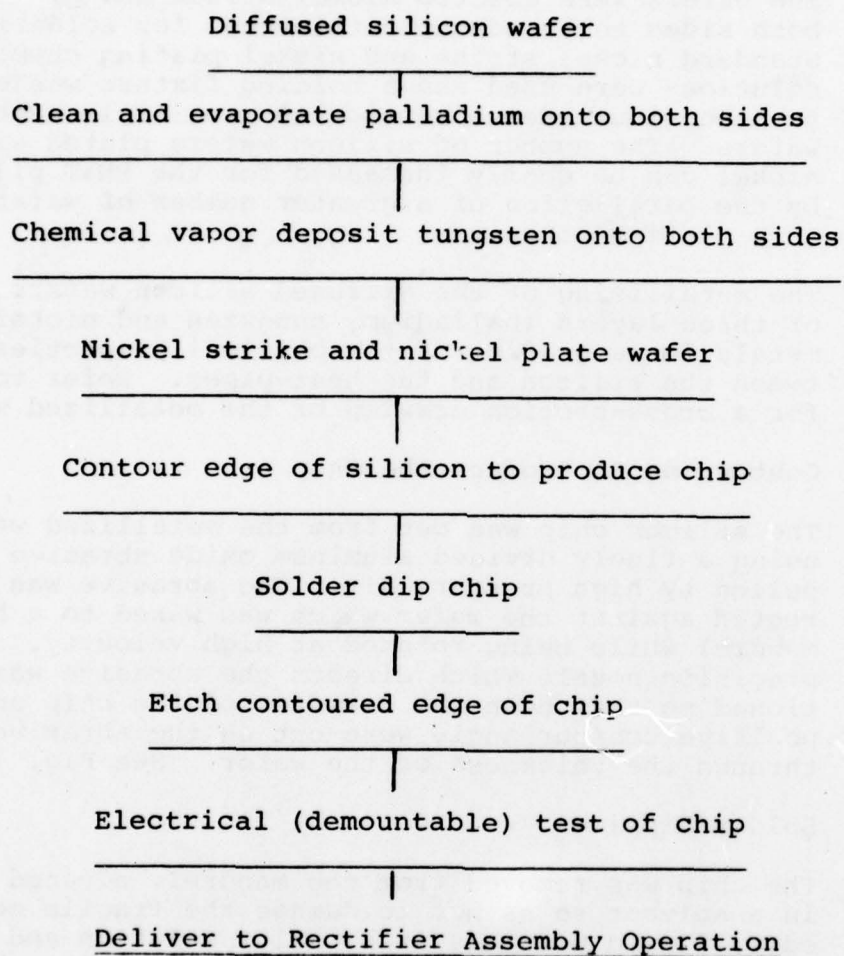 Diffused silicon wafer
Clean and evaporate palladium onto both sides
Chemical vapor deposit tungsten onto both sides
Nickel strike and nickel plate wafer
Contour edge of silicon to produce chip
Solder dip chip
Etch contoured edge of chip
Electrical (demountable) test of chip
Deliver to Rectifier Assembly Operation